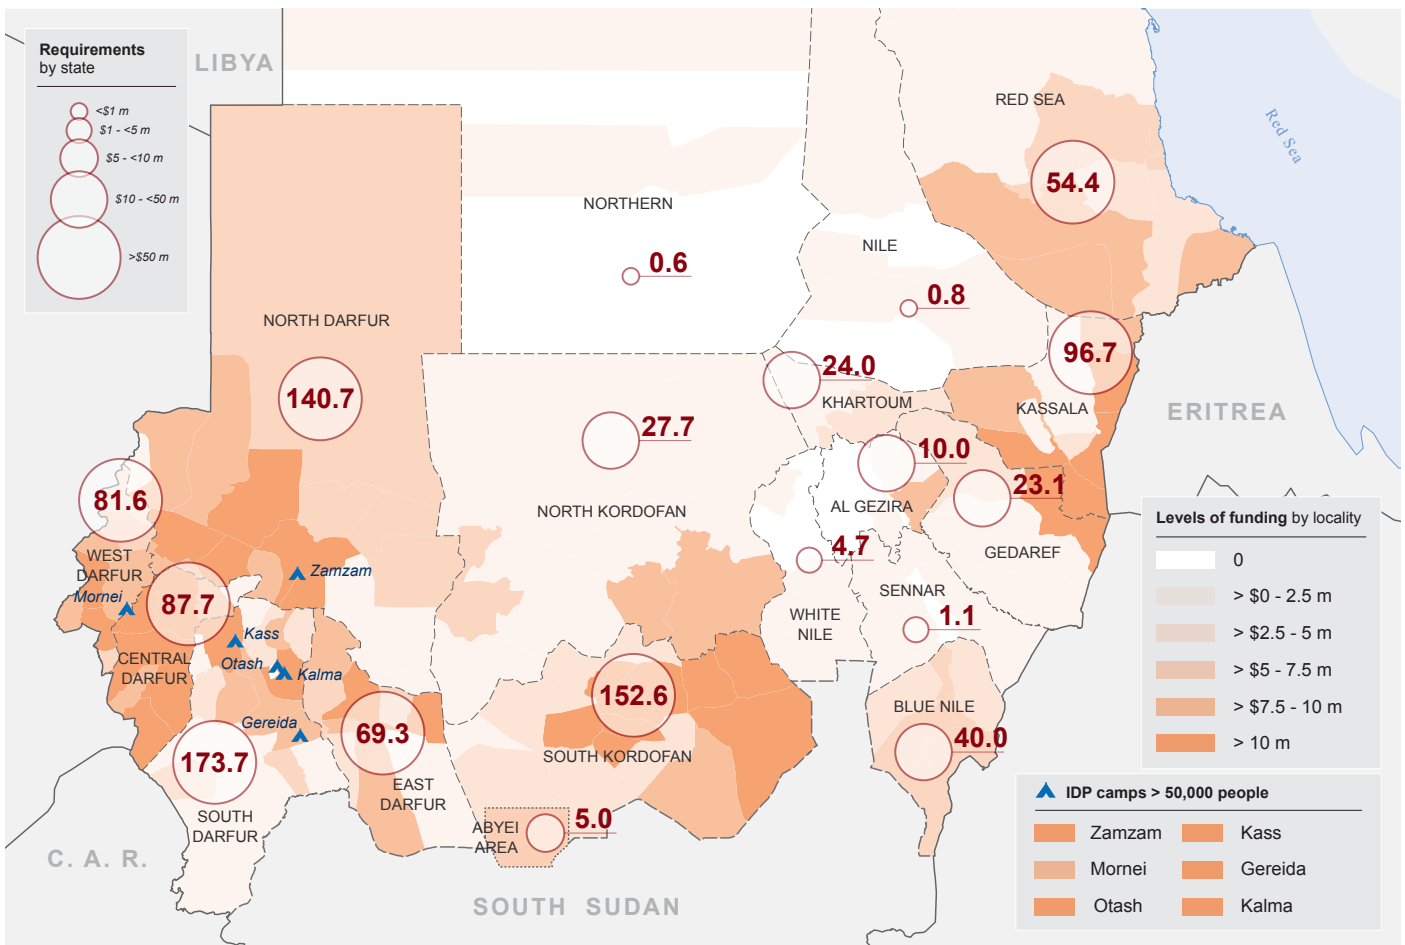 Requirements
by state
<$1 m
$1 - <5 m
$5 - <10 m
$10 - <50 m
>$50 m
LIBYA
RED SEA
Red Sea
54.4
NORTHERN
0.6
NILE
0.8
NORTH DARFUR
140.7
24.0
KHARTOUM
96.7
KASSALA
ERITREA
27.7
NORTH KORDOFAN
10.0
AL GEZIRA
23.1
GEDAREF
81.6
WEST
DARFUR
Mornei
Zamzam
87.7
CENTRAL
DARFUR
Kass
Otash
Kalma
Gereida
4.7
WHITE
NILE
SENNAR
1.1
173.7
SOUTH
DARFUR
69.3
EAST
DARFUR
152.6
SOUTH KORDOFAN
BLUE NILE
40.0
ABYEI
AREA
5.0
C. A. R.
SOUTH SUDAN
Levels of funding by locality
0
> $0 - 2.5 m
> $2.5 - 5 m
> $5 - 7.5 m
> $7.5 - 10 m
> 10 m
IDP camps > 50,000 people
Zamzam
Kass
Mornei
Gereida
Otash
Kalma